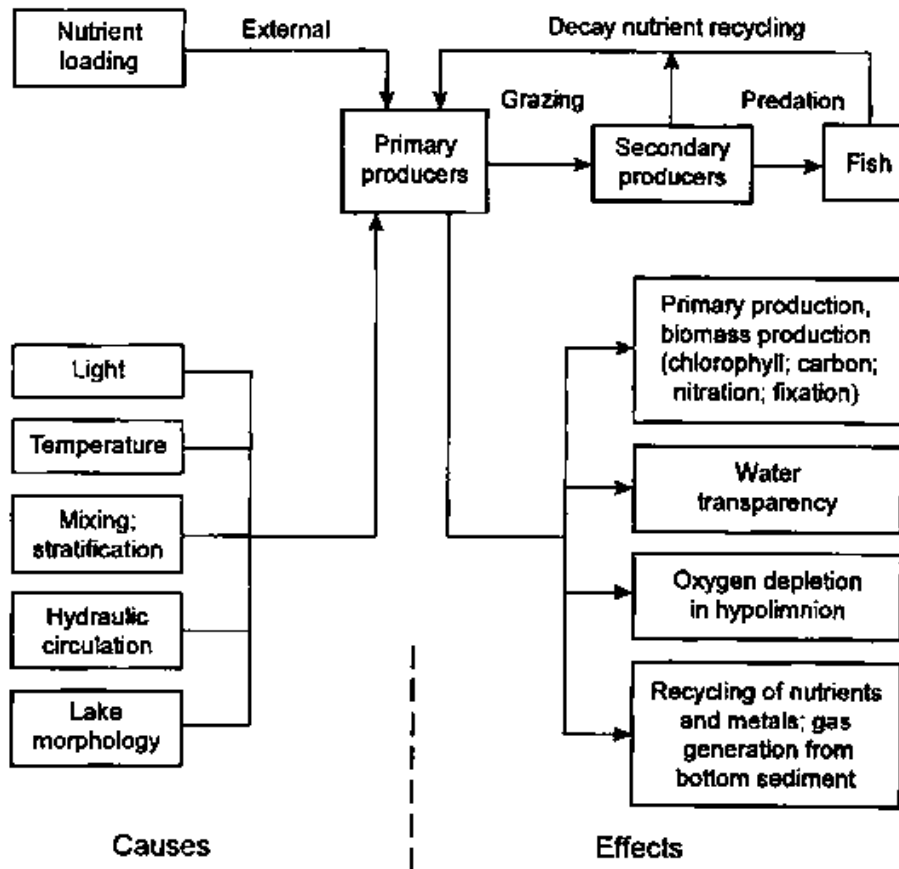 Nutrient
loading
External
Decay nutrient recycling
Grazing
Predation
Primary
producers
Secondary
producers
Fish
Light
Temperature
Mixing;
stratification
Hydraulic
circulation
Lake
morphology
Primary production,
biomass production
(chlorophyll; carbon;
nitration; fixation)
Water
transparency
Oxygen depletion
in hypolimnion
Recycling of nutrients
and metals; gas
generation from
bottom sediment
Causes
Effects